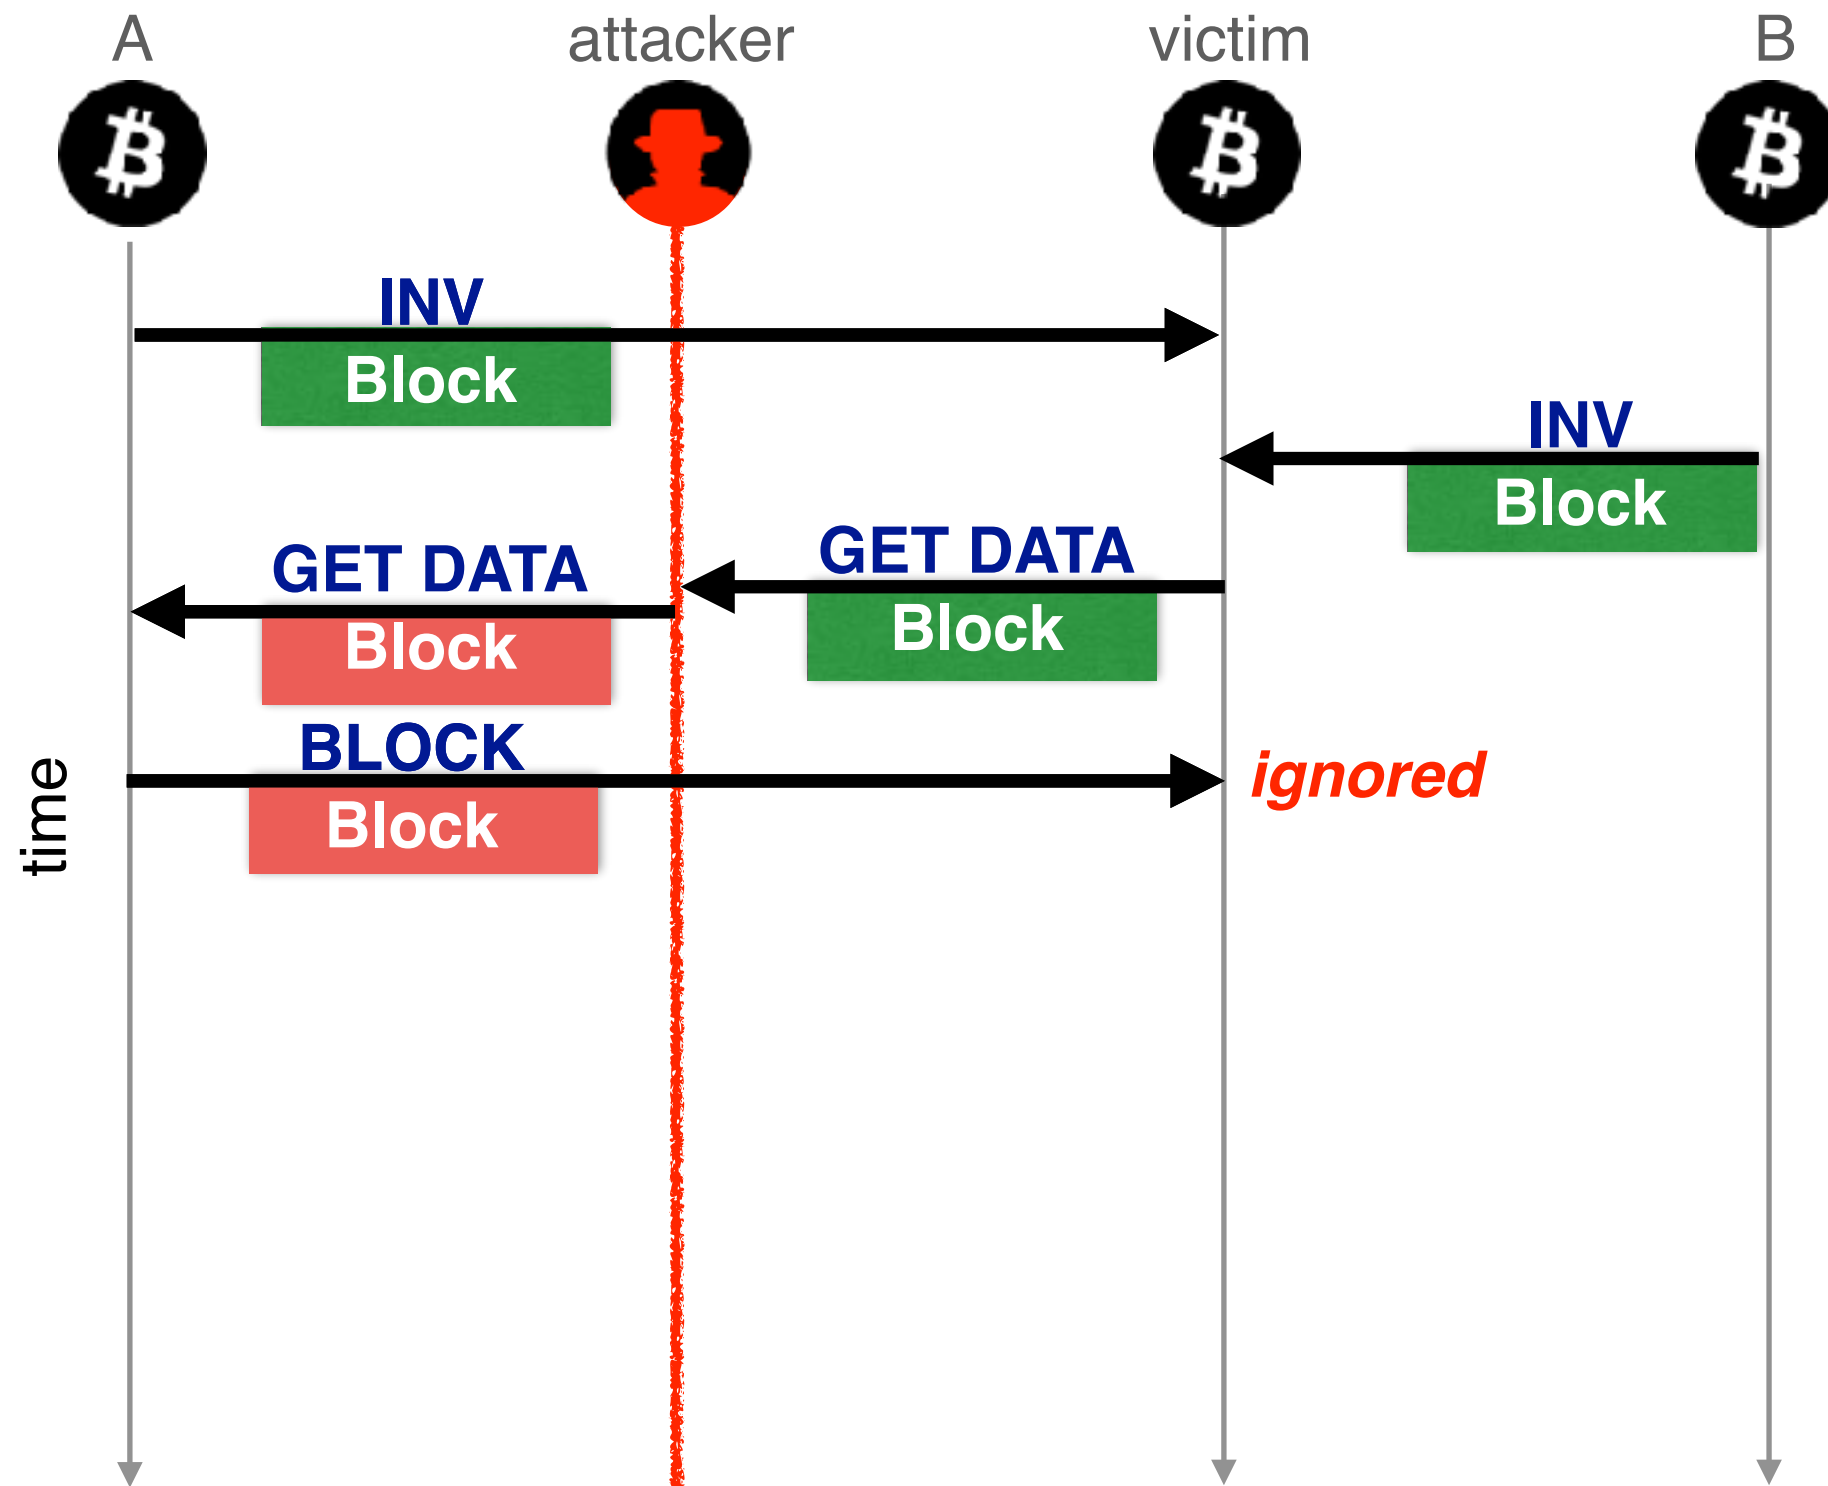 A
attacker
victim
B
INV
Block
INV
Block
GET DATA
Block
GET DATA
Block
BLOCK
Block
ignored
time